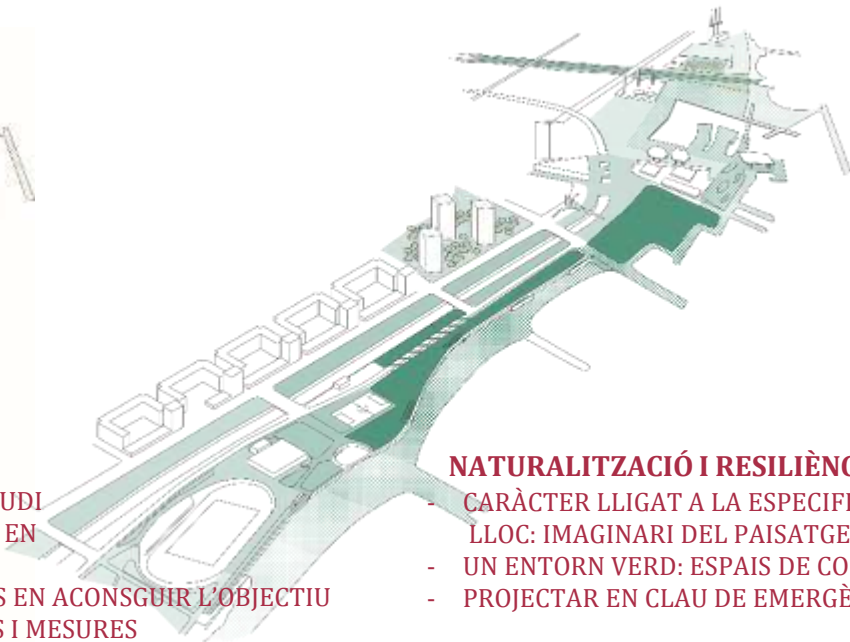 UDI
EN
S EN ACONSGUIR L’OBJECTIU
S I MESURES
NATURALITZACIÓ I RESILIÈNC
- CARÀCTER LLIGAT A LA ESPECIFI
LLOC: IMAGINARI DEL PAISATGE
- UN ENTORN VERD: ESPAIS DE CO
- PROJECTAR EN CLAU DE EMERGÈ